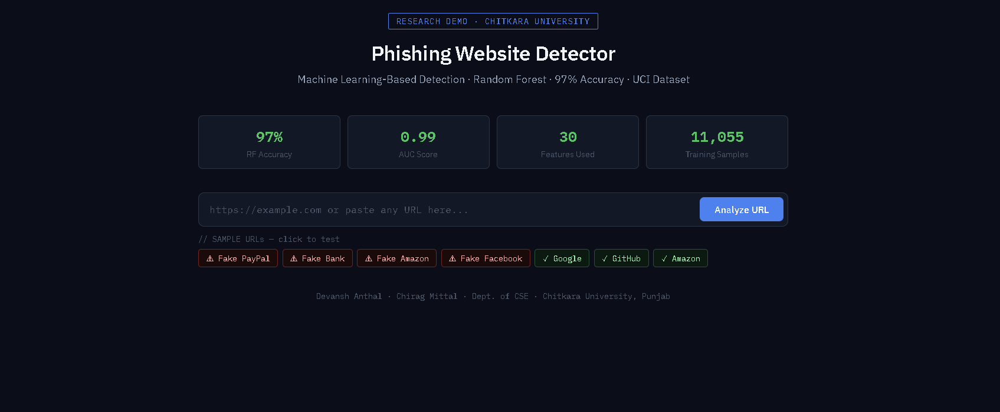 RESEARCH DEMO · CHITKARA UNIVERSITY
Phishing Website Detector
Machine Learning-Based Detection · Random Forest · 97% Accuracy · UCI Dataset
97%
RF Accuracy
0.99
AUC Score
30
Features Used
11,055
Training Samples
https://example.com or paste any URL here...
Analyze URL
// SAMPLE URLs — click to test
⚠ Fake PayPal
⚠ Fake Bank
⚠ Fake Amazon
⚠ Fake Facebook
✓ Google
✓ GitHub
✓ Amazon
Devansh Anthal · Chirag Mittal · Dept. of CSE · Chitkara University, Punjab